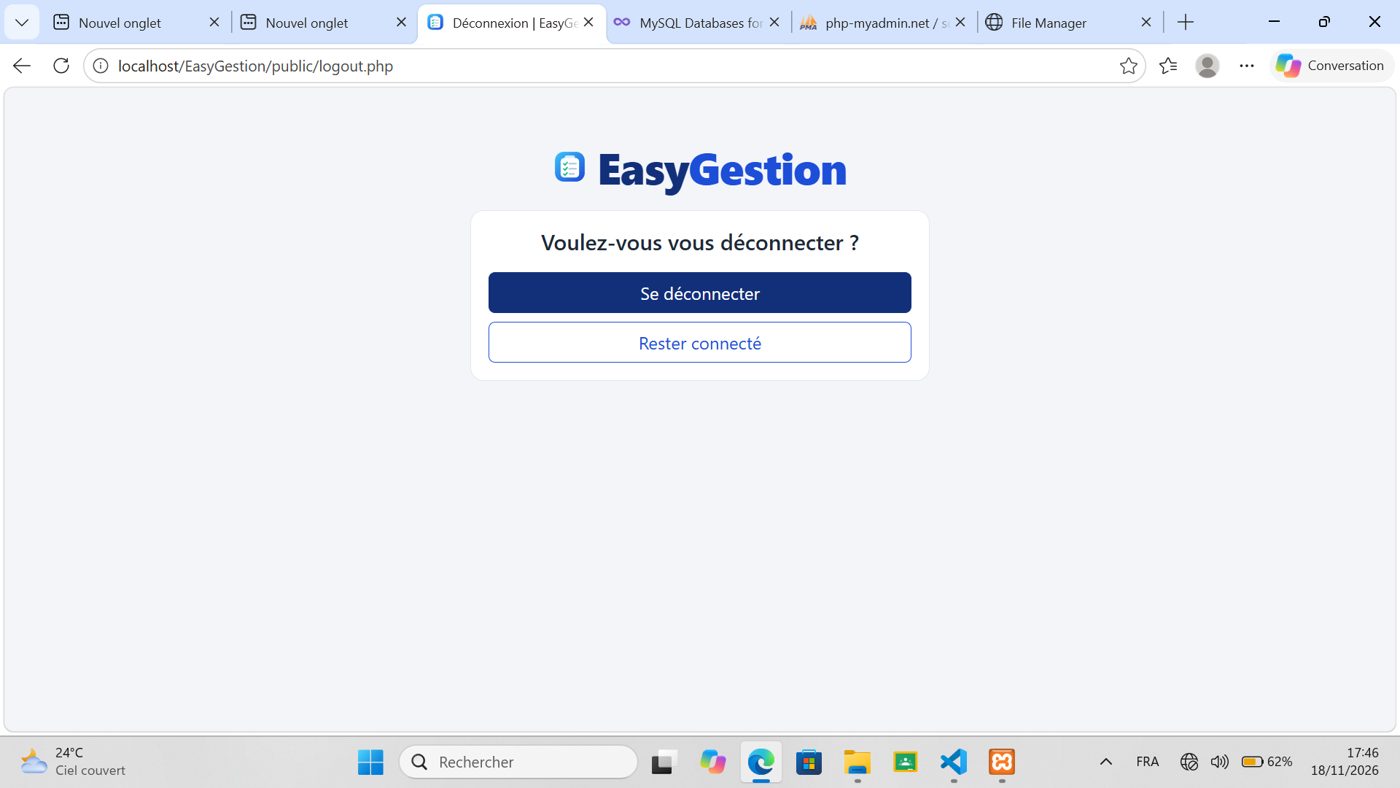 Nouvel onglet
Nouvel onglet
Déconnexion | EasyGe
MySQL Databases for
php-myadmin.net / s
File Manager
localhost/EasyGestion/public/logout.php
Conversation
EasyGestion
Voulez-vous vous déconnecter ?
Se déconnecter
Rester connecté
24°C
Ciel couvert
Rechercher
FRA
62%
17:46
18/11/2026